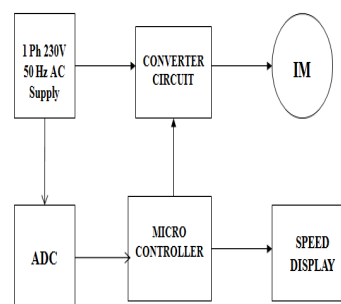 1 Ph 230V
50 Hz AC
Supply
CONVERTER
CIRCUIT
IM
ADC
MICRO
CONTROLLER
SPEED
DISPLAY